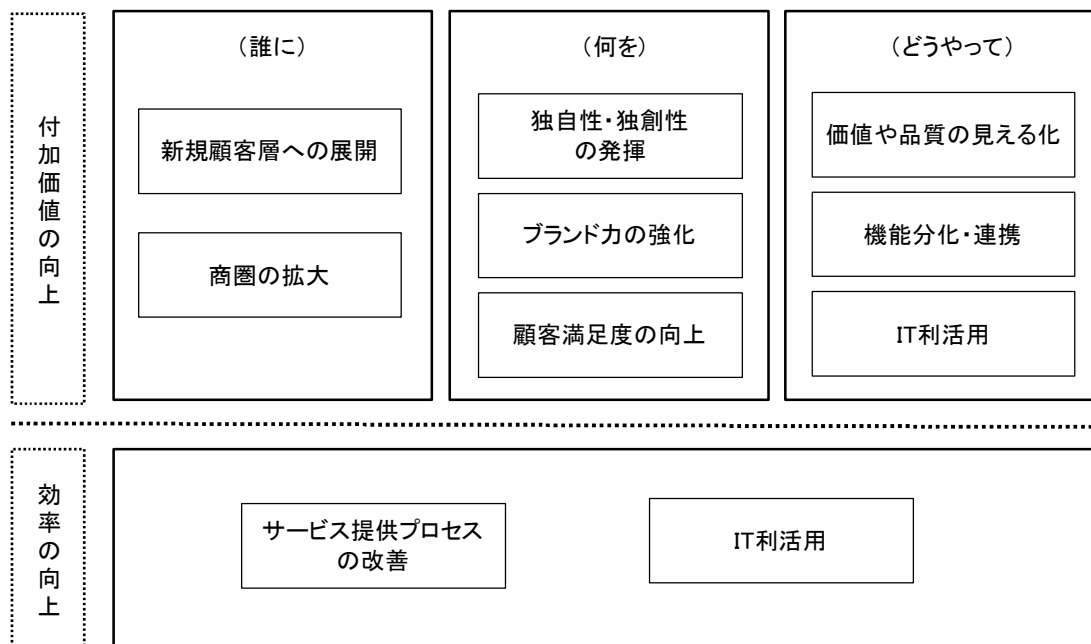 付加価値の向上
（誰に）
新規顧客層への展開
商圏の拡大
（何を）
独自性・独創性
の発揮
ブランド力の強化
顧客満足度の向上
（どうやって）
価値や品質の見える化
機能分化・連携
IT利活用
効率の向上
サービス提供プロセス
の改善
IT利活用